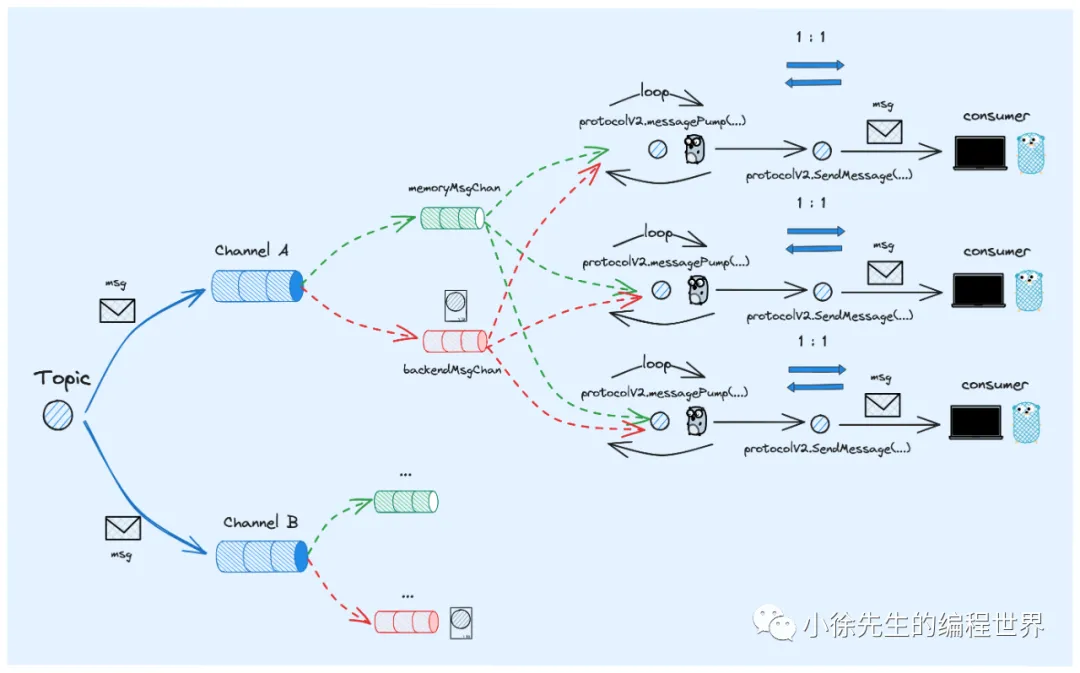 1 : 1
loop
protocolV2.messagePump(...)
msg
consumer
protocolV2.SendMessage(...)
memoryMsgChan
1 : 1
Channel A
loop
protocolV2.messagePump(...)
msg
consumer
msg
protocolV2.SendMessage(...)
1 : 1
backendMsgChan
loop
protocolV2.messagePump(...)
msg
consumer
Topic
protocolV2.SendMessage(...)
...
Channel B
msg
...
小徐先生的编程世界